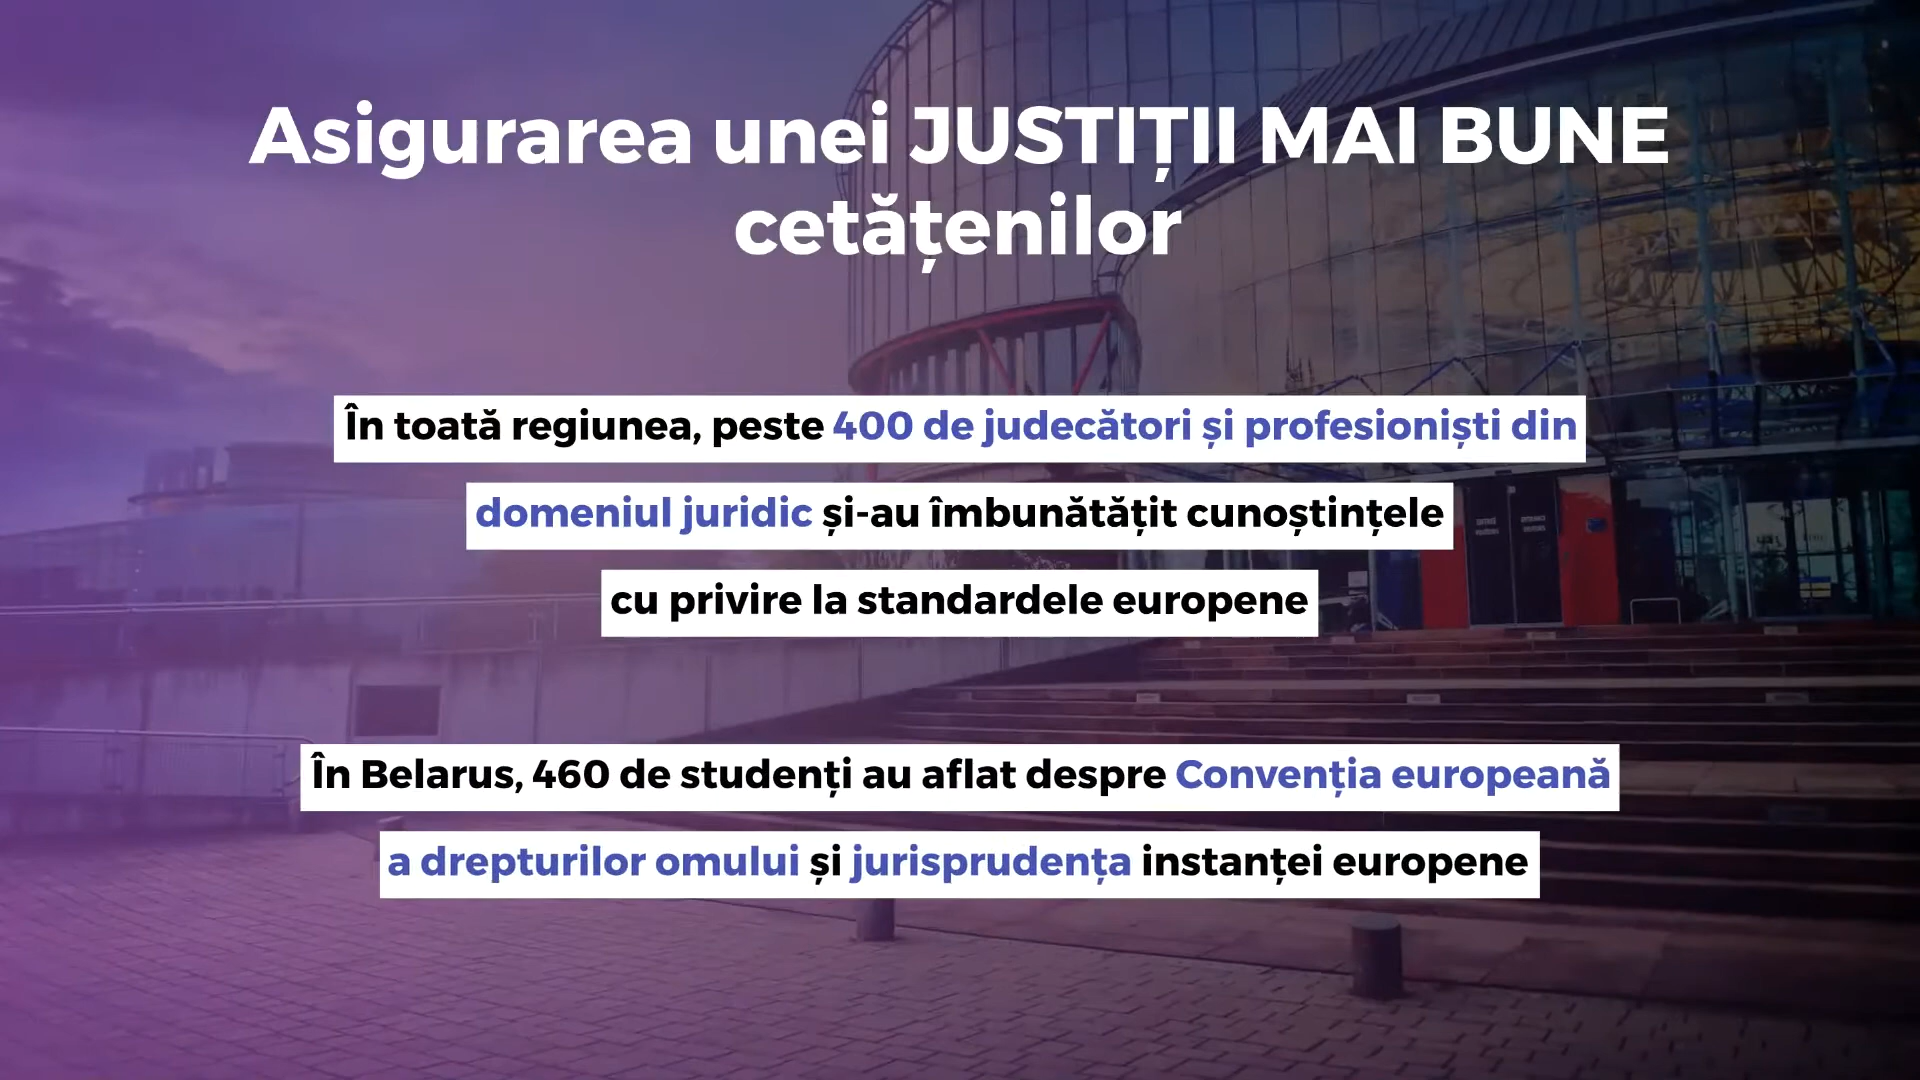 Asigurarea unei JUSTIȚII MAI BUNE
cetățenilor
În toată regiunea, peste 400 de judecători și profesioniști din
domeniul juridic și-au îmbunătățit cunoștințele
cu privire la standardele europene
În Belarus, 460 de studenți au aflat despre Convenția europeană
a drepturilor omului și jurisprudența instanței europene